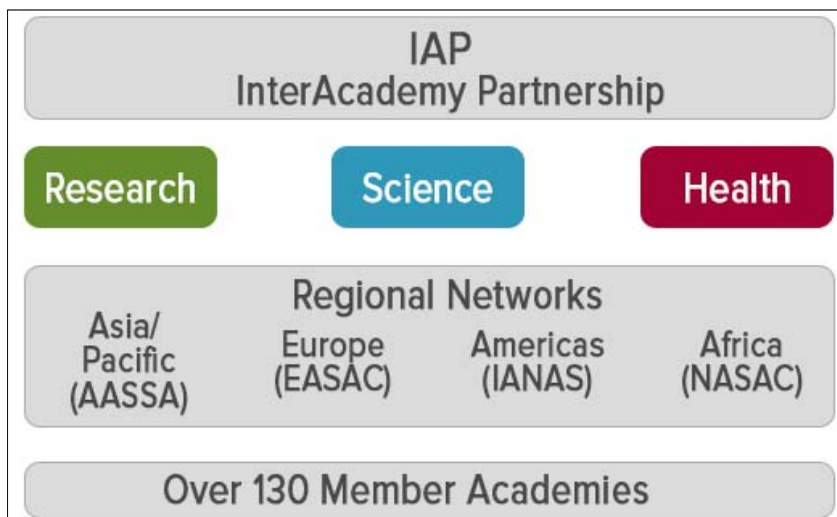 IAP
InterAcademy Partnership
Research
Science
Health
Regional Networks
Asia/
Pacific
(AASSA)
Europe
(EASAC)
Americas
(IANAS)
Africa
(NASAC)
Over 130 Member Academies